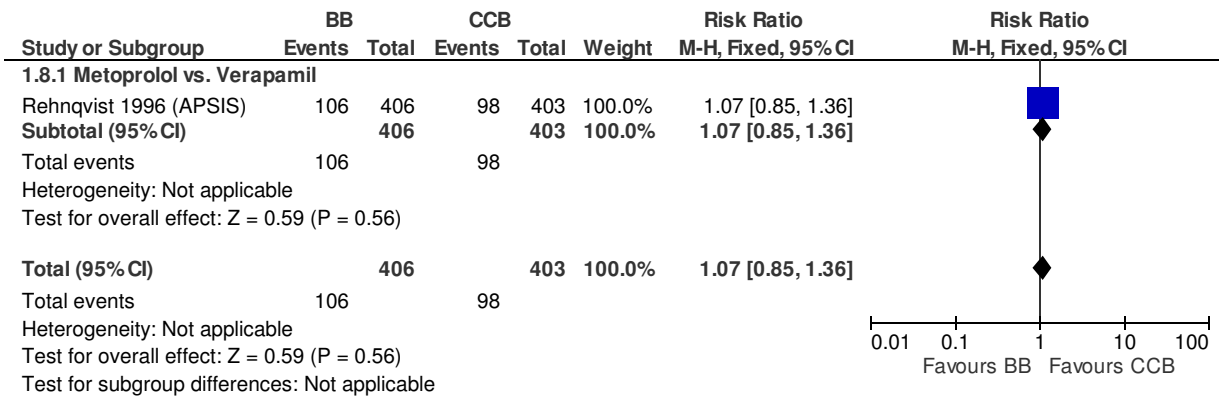 BB CCB Risk Ratio Risk Ratio
Study or Subgroup Events Total Events Total Weight M-H, Fixed, 95% CI M-H, Fixed, 95% CI
1.8.1 Metoprolol vs. Verapamil
Rehnqvist 1996 (APSIS) 106 406 98 403 100.0% 1.07 [0.85, 1.36]
Subtotal (95% CI) 406 403 100.0% 1.07 [0.85, 1.36]
Total events 106 98
Heterogeneity: Not applicable
Test for overall effect: Z = 0.59 (P = 0.56)
Total (95% CI) 406 403 100.0% 1.07 [0.85, 1.36]
Total events 106 98
Heterogeneity: Not applicable
Test for overall effect: Z = 0.59 (P = 0.56)
Test for subgroup differences: Not applicable
0.01 0.1 1 10 100
Favours BB Favours CCB